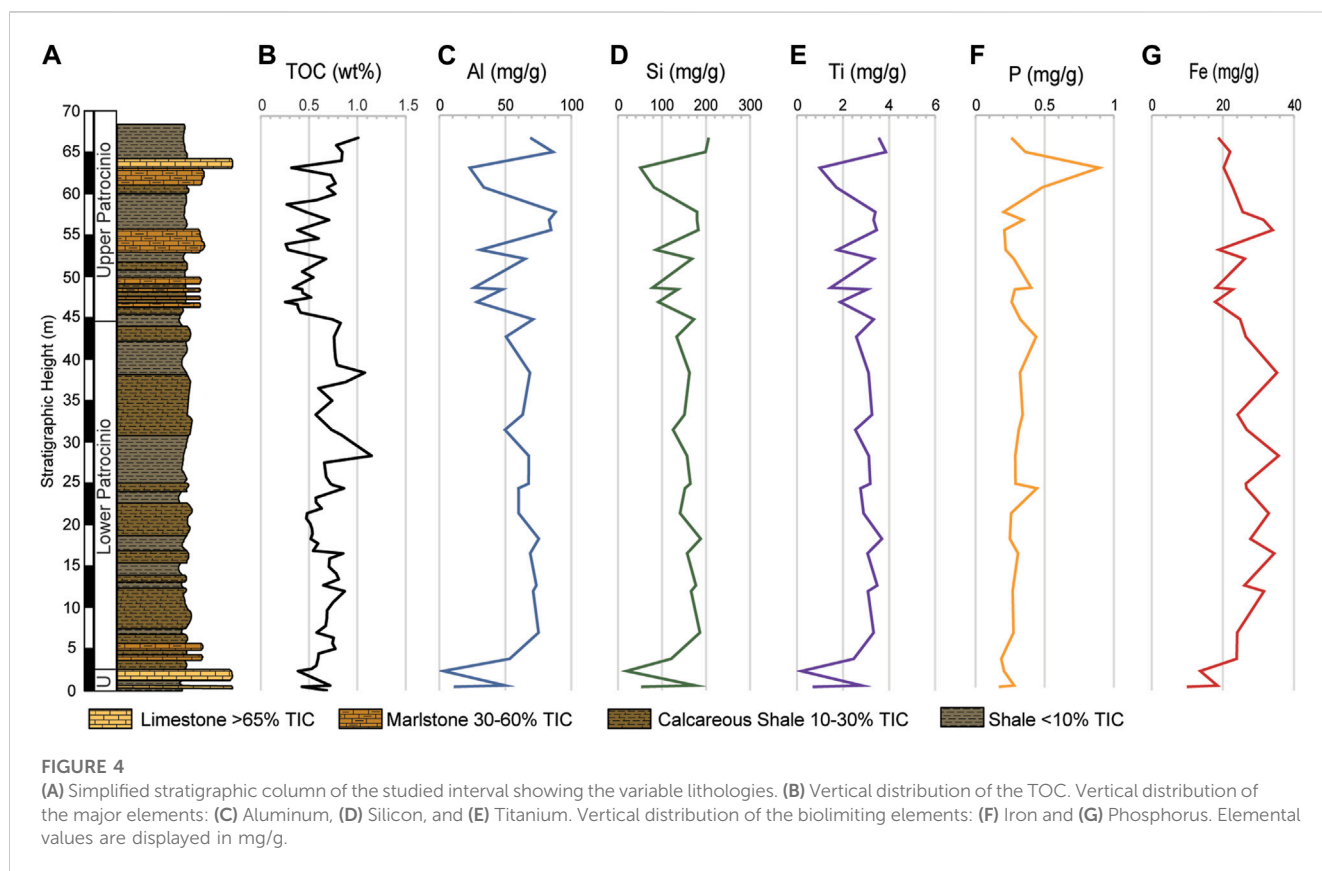 A B C D E F G
TOC (wt%) Al (mg/g) Si (mg/g) Ti (mg/g) P (mg/g) Fe (mg/g)
0 0.5 1.0 1.5 0 50 100 0 100 200 300 0 2 4 6 0 0.5 1 0 20 40
Stratigraphic Height (m)
70
65
60
55
50
45
40
35
30
25
20
15
10
5
0
Upper Patrocinio
Lower Patrocinio
U
Limestone >65% TIC Marlstone 30-60% TIC Calcareous Shale 10-30% TIC Shale <10% TIC
FIGURE 4
(A) Simplified stratigraphic column of the studied interval showing the variable lithologies. (B) Vertical distribution of the TOC. Vertical distribution of
the major elements: (C) Aluminum, (D) Silicon, and (E) Titanium. Vertical distribution of the biolimiting elements: (F) Iron and (G) Phosphorus. Elemental
values are displayed in mg/g.